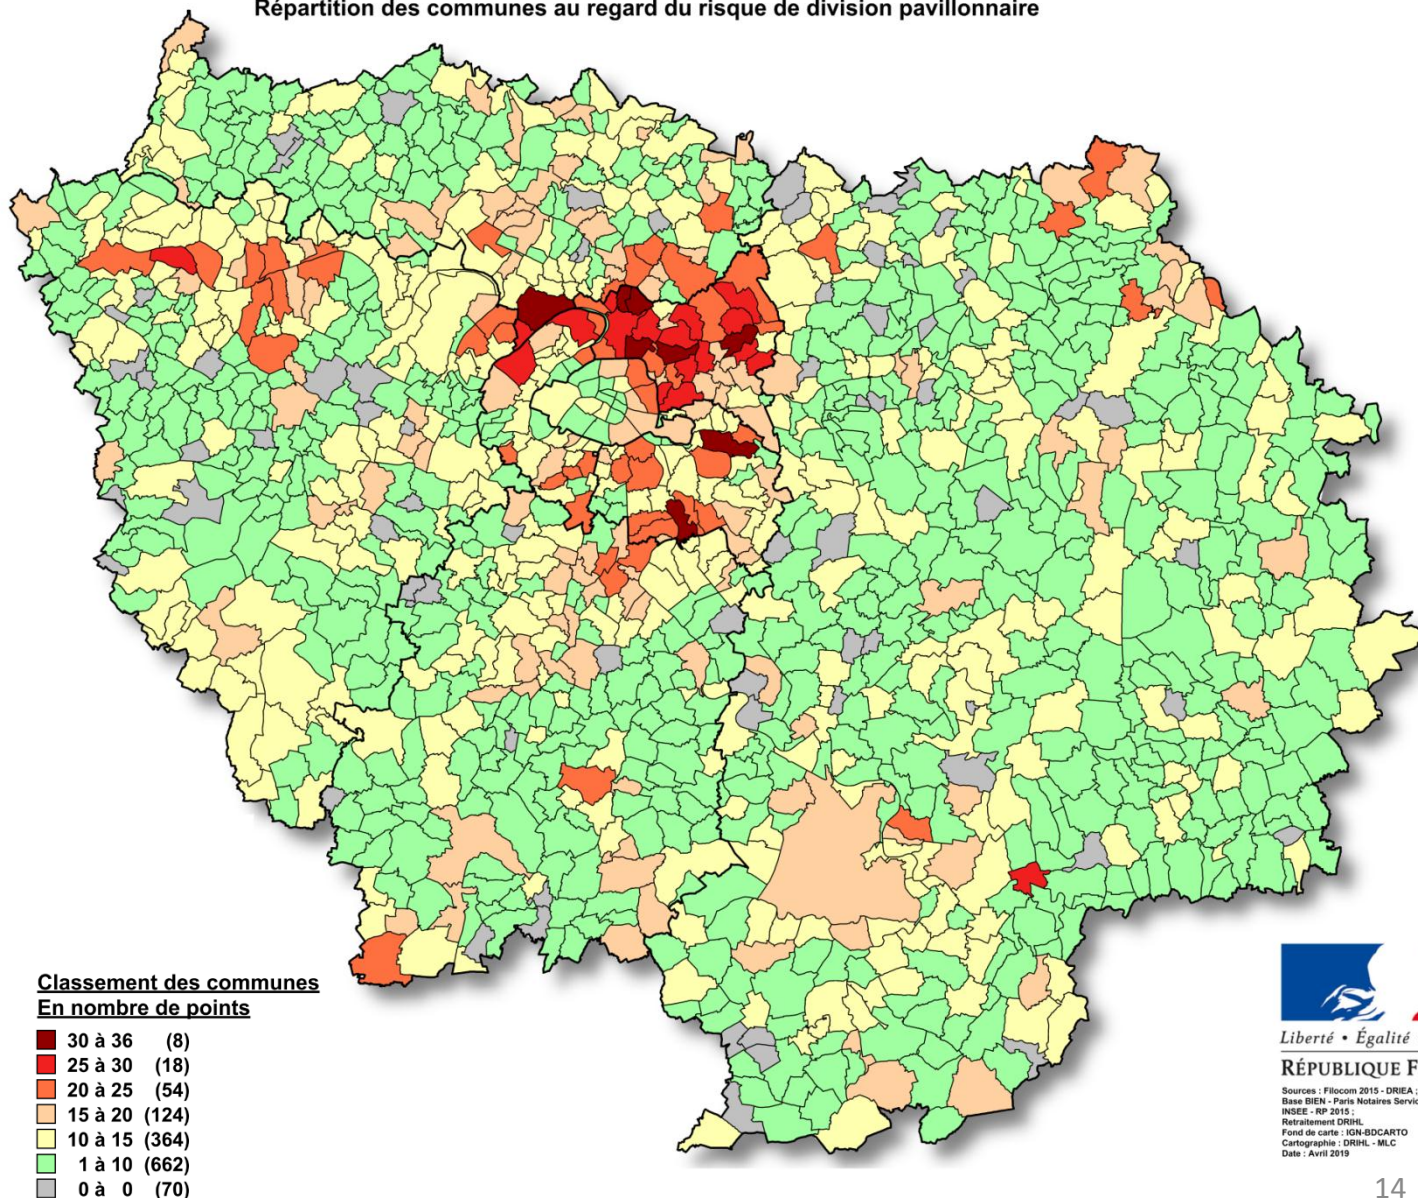 Répartition des communes au regard du risque de division pavillonnaire
Classement des communes
En nombre de points
30 à 36 (8)
25 à 30 (18)
20 à 25 (54)
15 à 20 (124)
10 à 15 (364)
1 à 10 (662)
0 à 0 (70)
Liberté • Égalité
RÉPUBLIQUE F
Sources : Filocom 2015 - DRIEA ;
Base BIEN - Paris Notaires Servic
INSEE - RP 2015 ;
Retraitement DRIHL
Fond de carte : IGN-BDCARTO
Cartographie : DRIHL - MLC
Date : Avril 2019
14